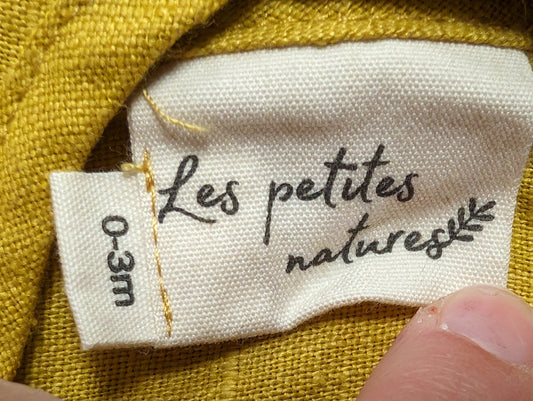 Les petites
natures
0-3m